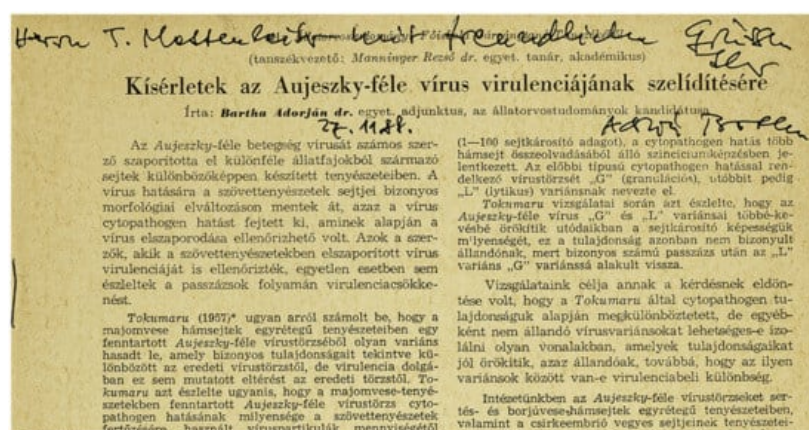 Herrn T. mit freundlichen Grüssen
(tanszékvezető: Manninger Rezső dr. egyet. tanár, akadémikus)
Kísérletek az Aujeszky-féle vírus virulenciájának szelídítésére
Írta: Bartha Adorján dr. egyet. adjunktus, az állatorvostudományok kandidátusa
Az Aujeszky-féle betegség vírusát számos szer-
ző szaporította el különféle állatfajokból származó
sejtek különbözőképpen készített tenyészeteiben. A
vírus hatására a szövettenyészetek sejtjei bizonyos
morfológiai elváltozáson mentek át, azaz a vírus
cytopathogen hatást fejtett ki, aminek alapján a
vírus elszaporodása ellenőrizhető volt. Azok a szer-
zők, akik a szövettenyészetekben elszaporított vírus
virulenciáját is ellenőrizték, egyetlen esetben sem
észleltek a passzázsok folyamán virulenciacsökke-
nést.
Tokumaru (1957)* ugyan arról számolt be, hogy a
majomvese hámsejtek egyrétegű tenyészeteiben egy
fenntartott Aujeszky-féle vírustörzséből olyan variáns
hasadt le, amely bizonyos tulajdonságait tekintve kü-
lönbözött az eredeti vírustörzstől, de virulencia dolgá-
ban ez sem mutatott eltérést az eredeti törzstől. To-
kumaru azt észlelte ugyanis, hogy a majomvese-tenyé-
szetekben fenntartott Aujeszky-féle vírustörzs cyto-
pathogen hatásának milyensége a szövettenyészetek
fertőzésére használt víruspartikulák mennyiségétől
(1—100 sejtkárosító adagot), a cytopathogen hatás több
hámsejt összeolvadásából álló szinciciumképzésben je-
lentkezett. Az előbbi típusú cytopathogen hatással ren-
delkező vírustörzsét „G” (granulációs), utóbbit pedig
„L” (lytikus) variánsnak nevezte el.
Tokumaru vizsgálatai során azt észlelte, hogy az
Aujeszky-féle vírus „G” és „L” variánsai többé-ke-
vésbé örökítik utódaikban a sejtkárosító képességük
m'lyenségét, ez a tulajdonság azonban nem bizonyult
állandónak, mert bizonyos számú passzázs után az „L”
variáns „G” variánssá alakult vissza.
Vizsgálataink célja annak a kérdésnek eldön-
tése volt, hogy a Tokumaru által cytopathogen tu-
lajdonságuk alapján megkülönböztetett, de egyéb-
ként nem állandó vírusvariánsokat lehetséges-e izo-
lálni olyan vonalakban, amelyek tulajdonságaikat
jól örökítik, azaz állandóak, továbbá, hogy az ilyen
variánsok között van-e virulenciabeli különbség.
Intézetünkben az Aujeszky-féle vírustörzseket ser-
tés- és borjúvese-hámsejtek egyrétegű tenyészeteiben,
valamint a csirkeembrió vegyes sejtjeinek tenyészetei-